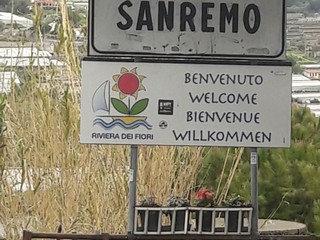 SANREMO
BENVENUTO
WELCOME
BIENVENUE
WILLKOMMEN
RIVIERA DEI FIORI